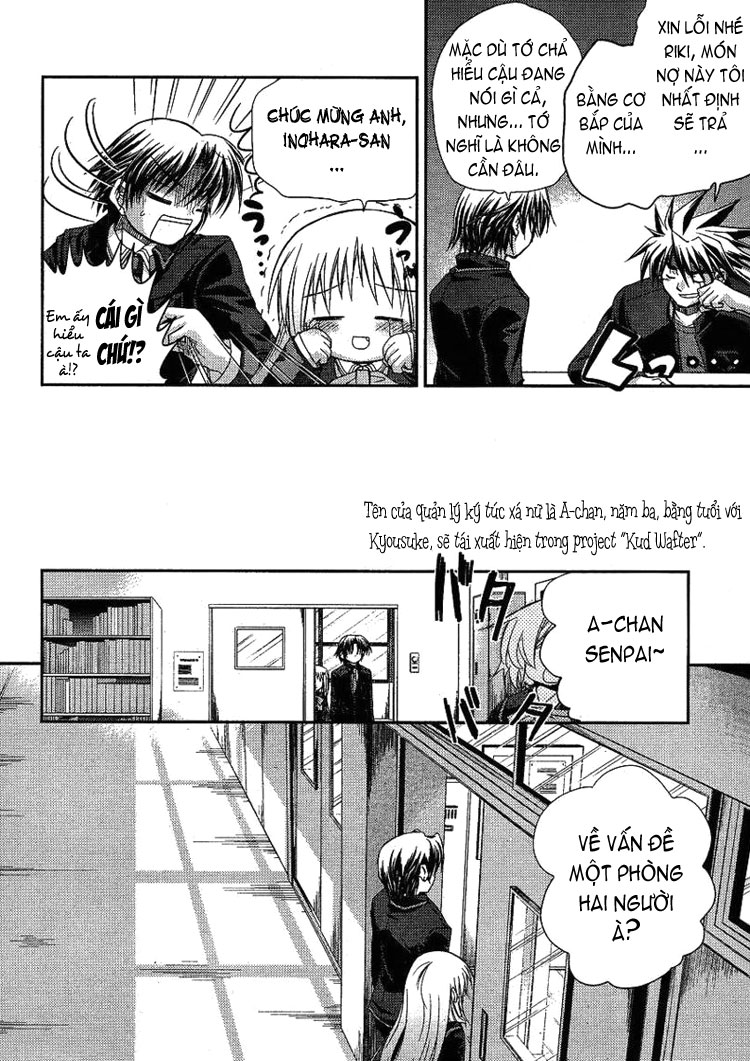 XIN LỖI NHÉ
RIKI, MÓN
NỢ NÀY TÔI
NHẤT ĐỊNH
SẼ TRẢ
...
BẰNG CƠ
BẮP CỦA
MÌNH...
MẶC DÙ TỚ CHẢ
HIỂU CẬU ĐANG
NÓI GÌ CẢ,
NHƯNG... TỚ
NGHĨ LÀ KHÔNG
CẦN ĐÂU.
CHÚC MỪNG ANH,
INOHARA-SAN
...
Em ấy
hiểu
cậu ta
à!?
CÁI GÌ
CHỨ!?
Tên của quản lý ký túc xá nữ là A-chan, năm ba, bằng tuổi với
Kyousuke, sẽ tái xuất hiện trong project "Kud Wafter".
A-CHAN
SENPAI~
VỀ VẤN ĐỀ
MỘT PHÒNG
HAI NGƯỜI
À?